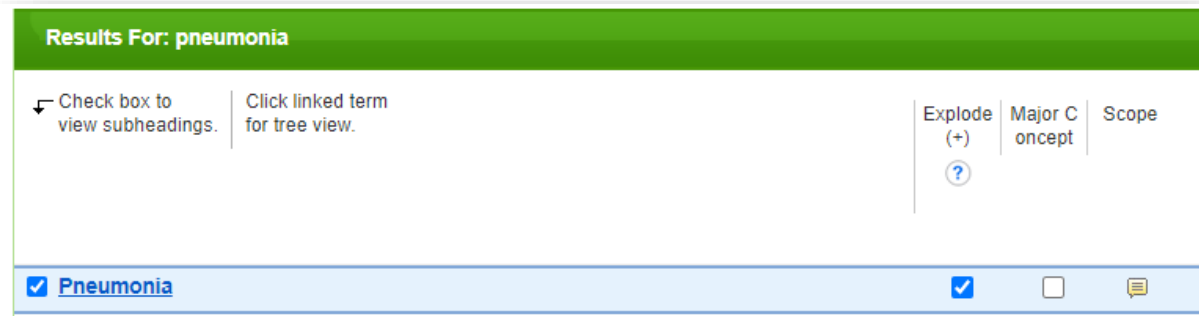 Results For: pneumonia
Check box to
view subheadings.
Click linked term
for tree view.
Explode
(+)
?
Major C
oncept
Scope
Pneumonia